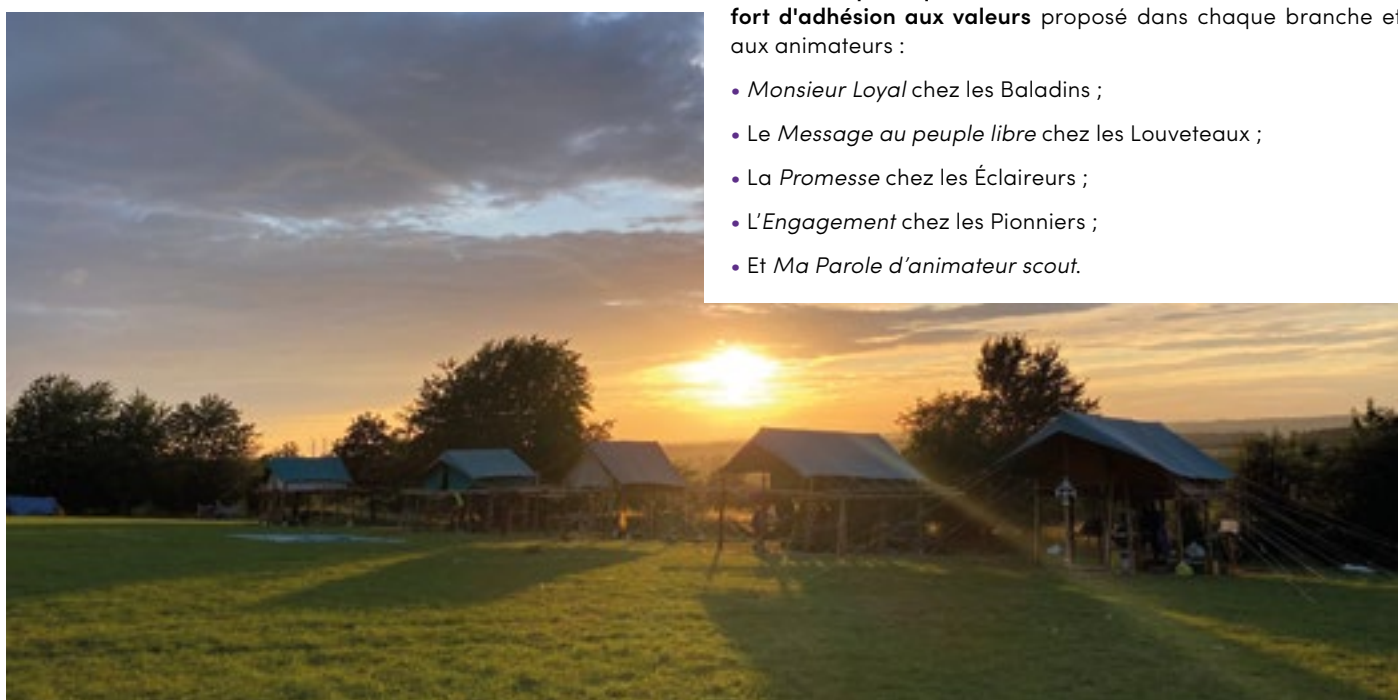 fort d'adhésion aux valeurs proposé dans chaque branche et
aux animateurs :
• Monsieur Loyal chez les Baladins ;
• Le Message au peuple libre chez les Louveteaux ;
• La Promesse chez les Éclaireurs ;
• L'Engagement chez les Pionniers ;
• Et Ma Parole d'animateur scout.